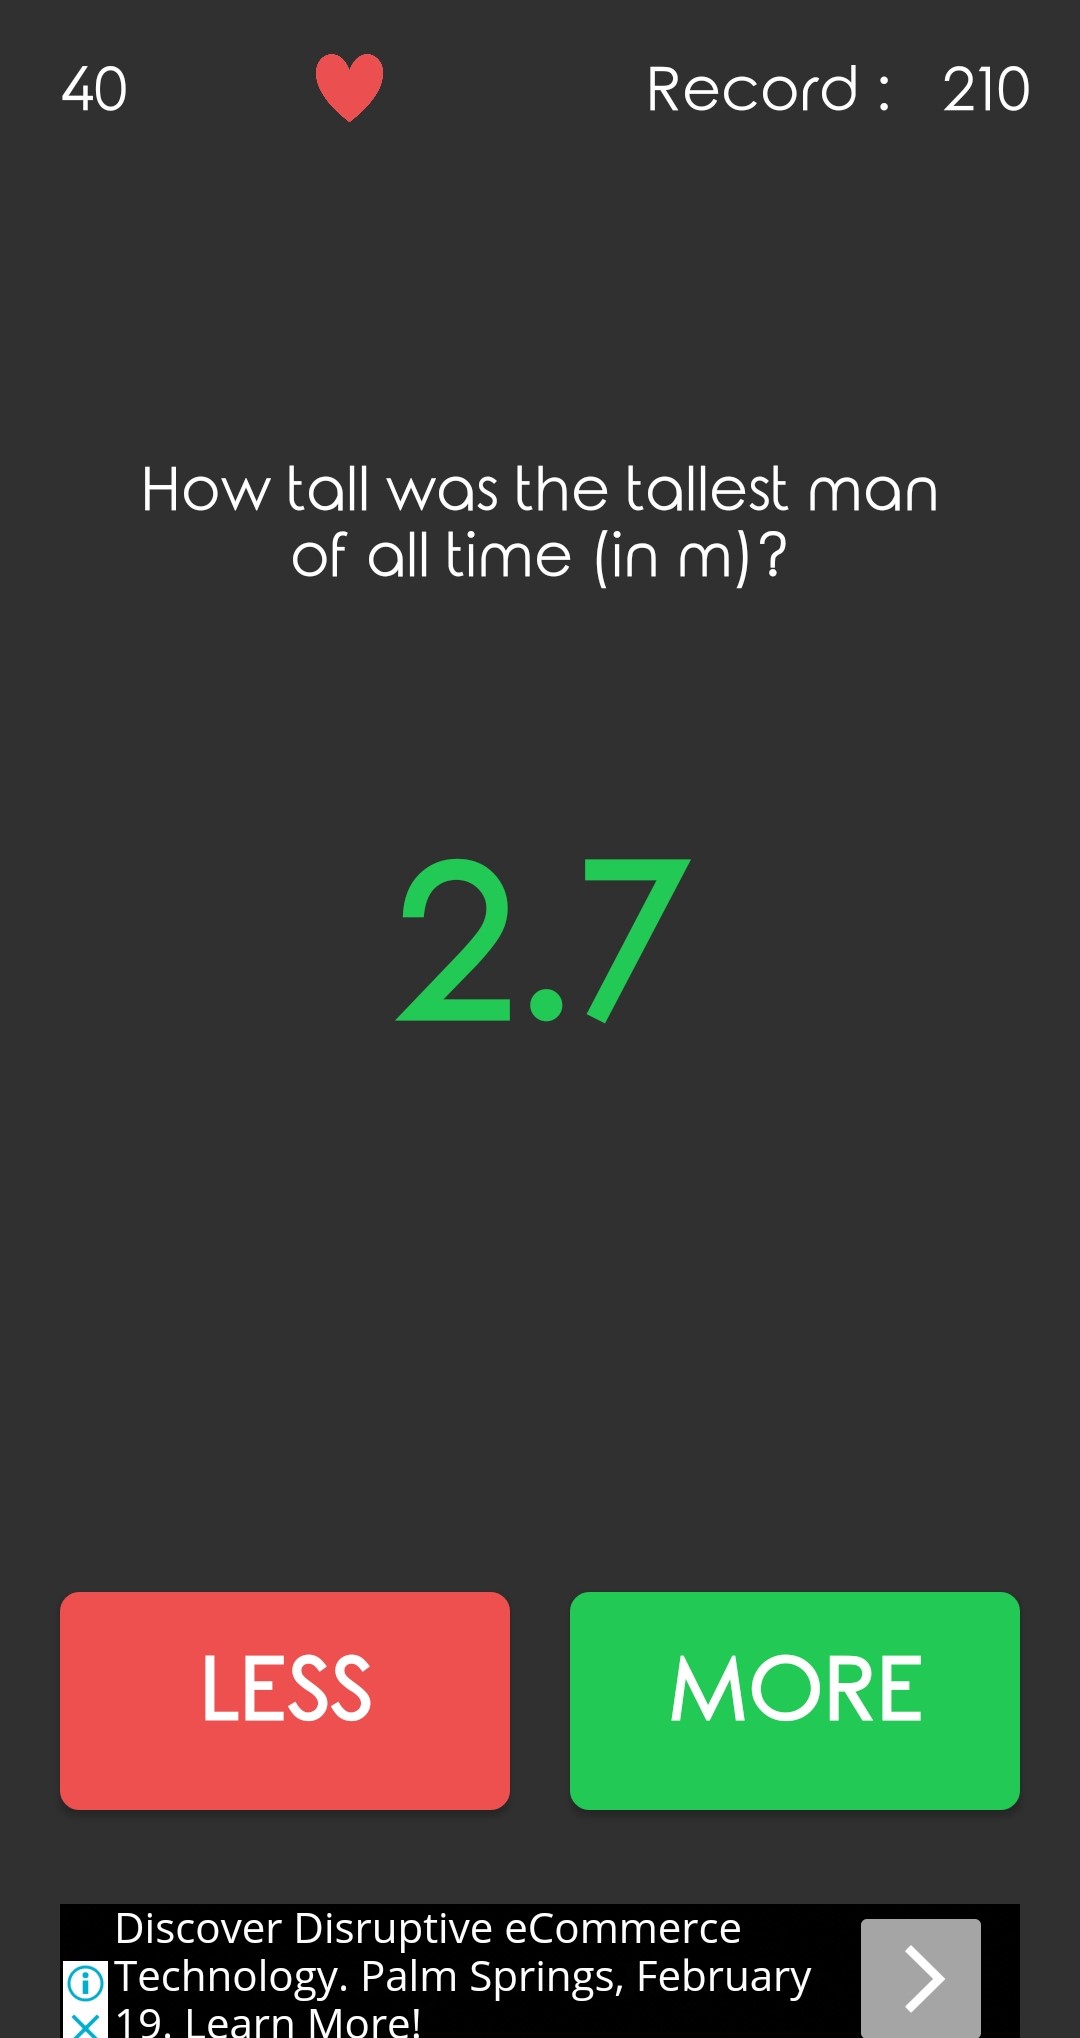 40
Record : 210
How tall was the tallest man
of all time (in m)?
2.7
LESS
MORE
Discover Disruptive eCommerce
Technology. Palm Springs, February
19. Learn More!